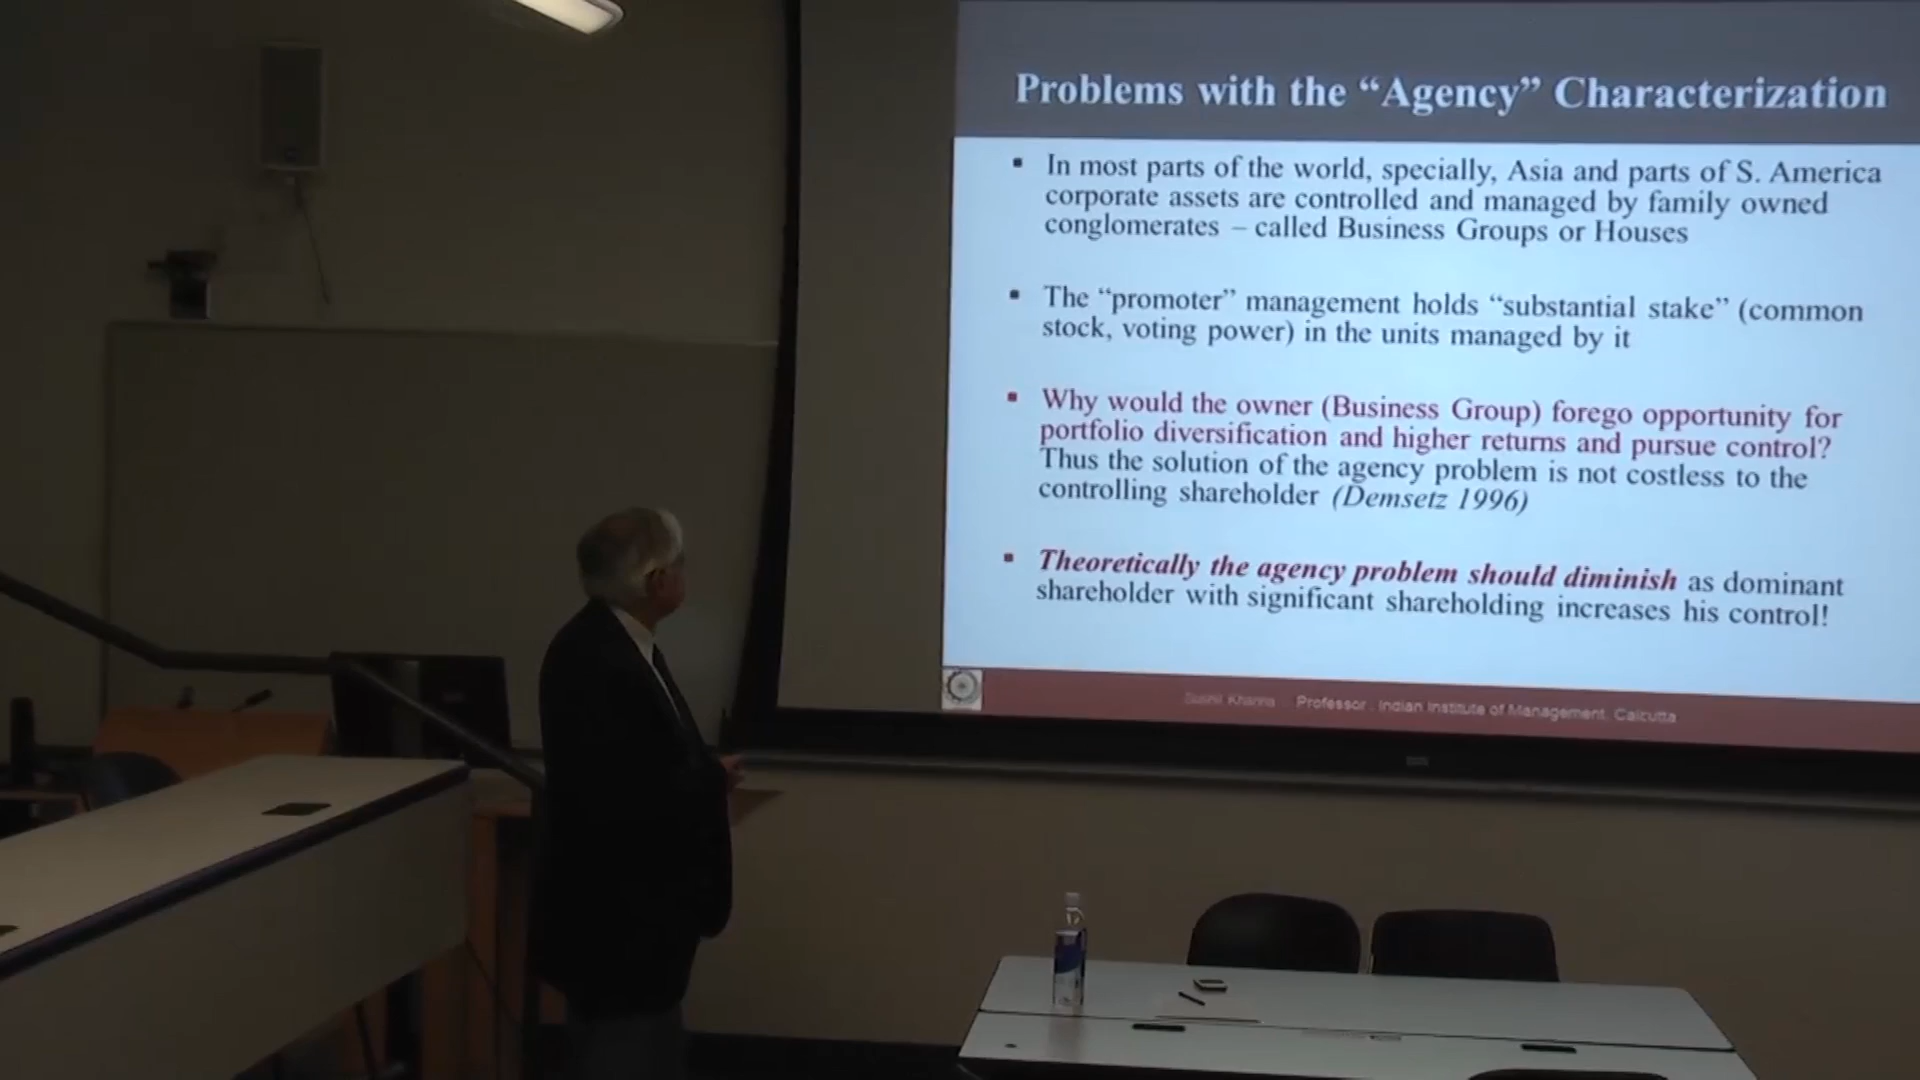 Problems with the “Agency” Characterization
In most parts of the world, specially, Asia and parts of S. America
corporate assets are controlled and managed by family owned
conglomerates – called Business Groups or Houses
The “promoter” management holds “substantial stake” (common
stock, voting power) in the units managed by it
Why would the owner (Business Group) forego opportunity for
portfolio diversification and higher returns and pursue control?
Thus the solution of the agency problem is not costless to the
controlling shareholder (Demsetz 1996)
Theoretically the agency problem should diminish as dominant
shareholder with significant shareholding increases his control!
Sushil Khanna . Professor . Indian Institute of Management, Calcutta